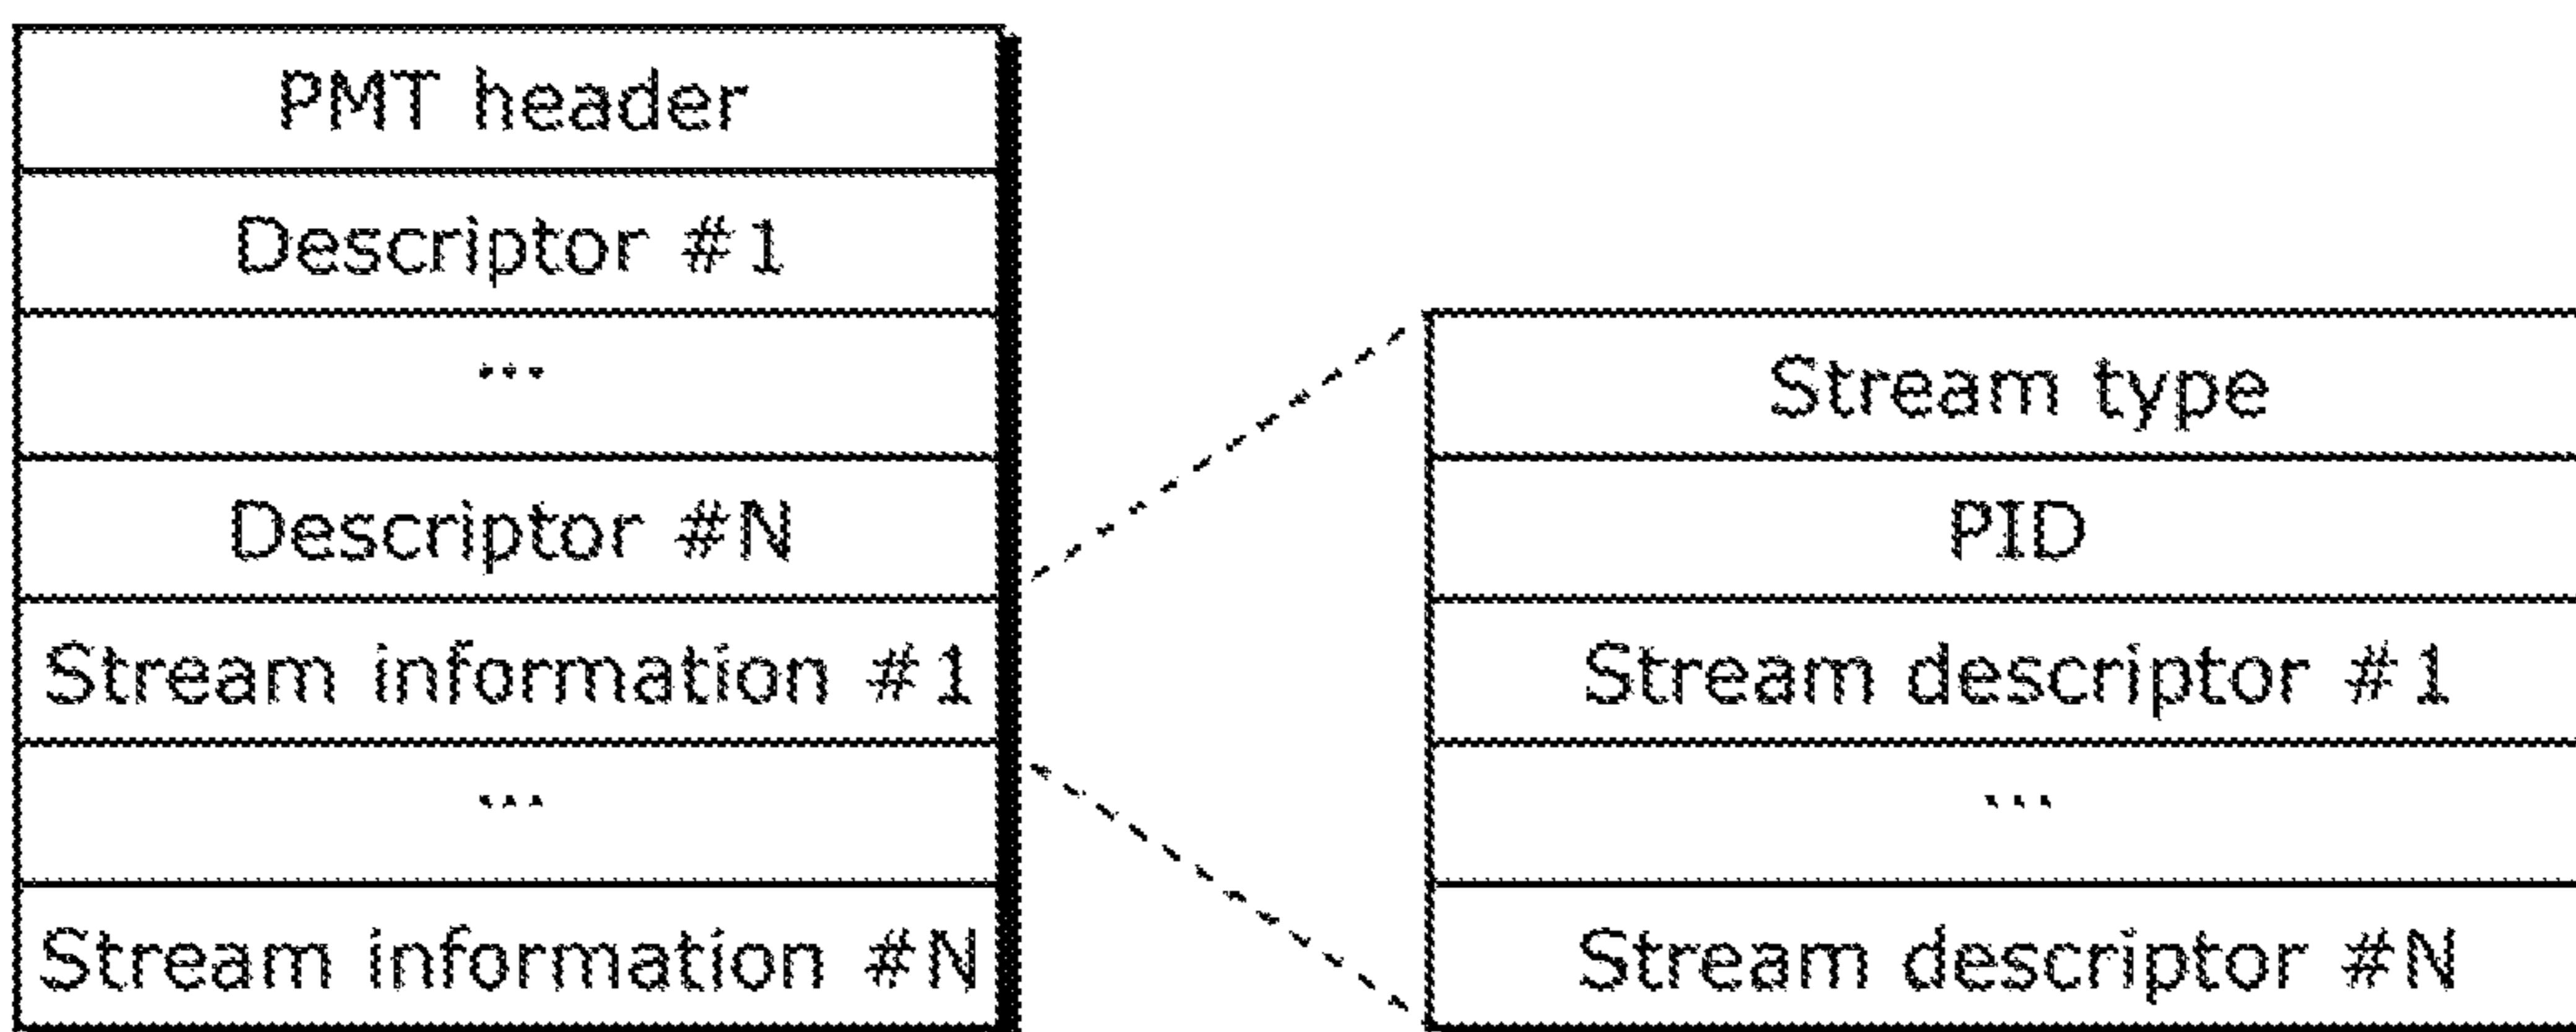 PMT header
Descriptor #1
...
Descriptor #N
Stream information #1
...
Stream information #N
Stream type
PID
Stream descriptor #1
...
Stream descriptor #N